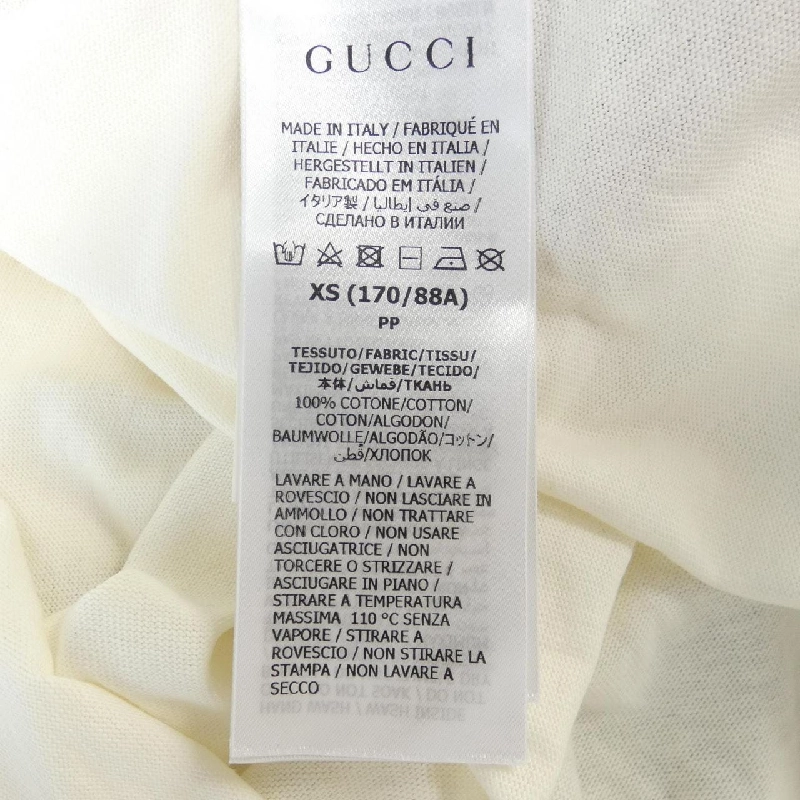 GUCCI
MADE IN ITALY / FABRIQUÉ EN
ITALIE / HECHO EN ITALIA /
HERGESTELLT IN ITALIEN /
FABRICADO EM ITÁLIA /
イタリア製 / صنع في إيطاليا /
СДЕЛАНО В ИТАЛИИ
XS (170/88A)
PP
TESSUTO/FABRIC/TISSU/
TEJIDO/GEWEBE/TECIDO/
本体/قماش/ТКАНЬ
100% COTONE/COTTON/
COTON/ALGODON/
BAUMWOLLE/ALGODÃO/コットン/
قطن/ХЛОПОК
LAVARE A MANO / LAVARE A
ROVESCIO / NON LASCIARE IN
AMMOLLO / NON TRATTARE
CON CLORO / NON USARE
ASCIUGATRICE / NON
TORCERE O STRIZZARE /
ASCIUGARE IN PIANO /
STIRARE A TEMPERATURA
MASSIMA 110 °C SENZA
VAPORE / STIRARE A
ROVESCIO / NON STIRARE LA
STAMPA / NON LAVARE A
SECCO